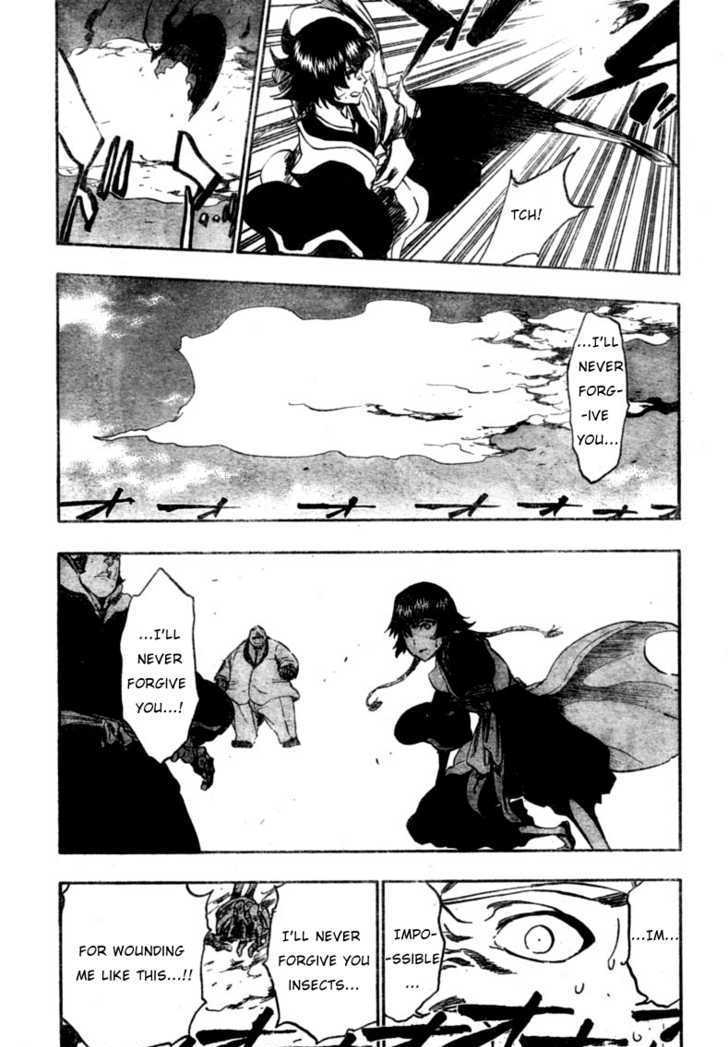 TCH!
...I'LL
NEVER
FORG-
-IVE
YOU...
...I'LL
NEVER
FORGIVE
YOU...!
...IM...
IMPO-
-SSIBLE
...
I'LL NEVER
FORGIVE YOU
INSECTS...
FOR WOUNDING
ME LIKE THIS...!!